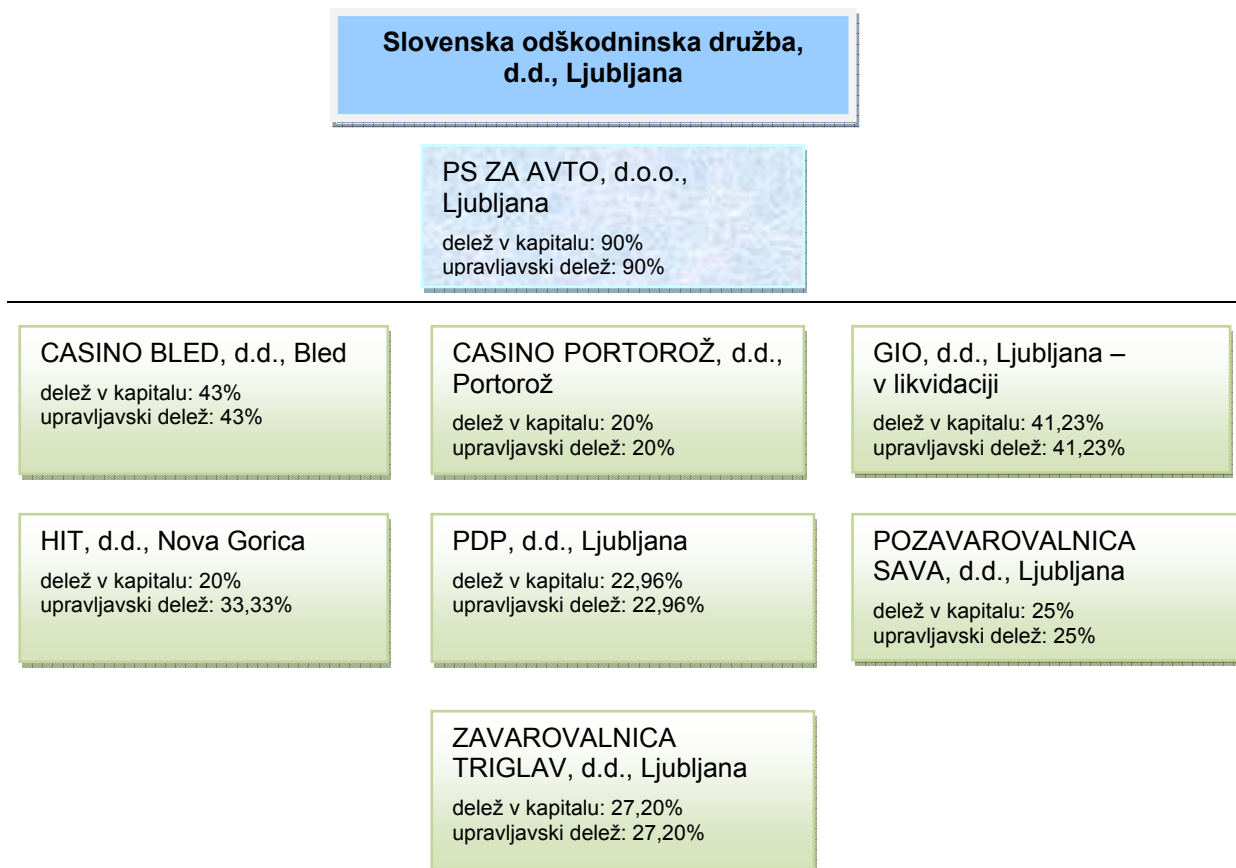 Slovenska odškodninska družba,
d.d., Ljubljana
PS ZA AVTO, d.o.o.,
Ljubljana
delež v kapitalu: 90%
upravljavski delež: 90%
CASINO BLED, d.d., Bled
delež v kapitalu: 43%
upravljavski delež: 43%
CASINO PORTOROŽ, d.d.,
Portorož
delež v kapitalu: 20%
upravljavski delež: 20%
GIO, d.d., Ljubljana –
v likvidaciji
delež v kapitalu: 41,23%
upravljavski delež: 41,23%
HIT, d.d., Nova Gorica
delež v kapitalu: 20%
upravljavski delež: 33,33%
PDP, d.d., Ljubljana
delež v kapitalu: 22,96%
upravljavski delež: 22,96%
POZAVAROVALNICA
SAVA, d.d., Ljubljana
delež v kapitalu: 25%
upravljavski delež: 25%
ZAVAROVALNICA
TRIGLAV, d.d., Ljubljana
delež v kapitalu: 27,20%
upravljavski delež: 27,20%